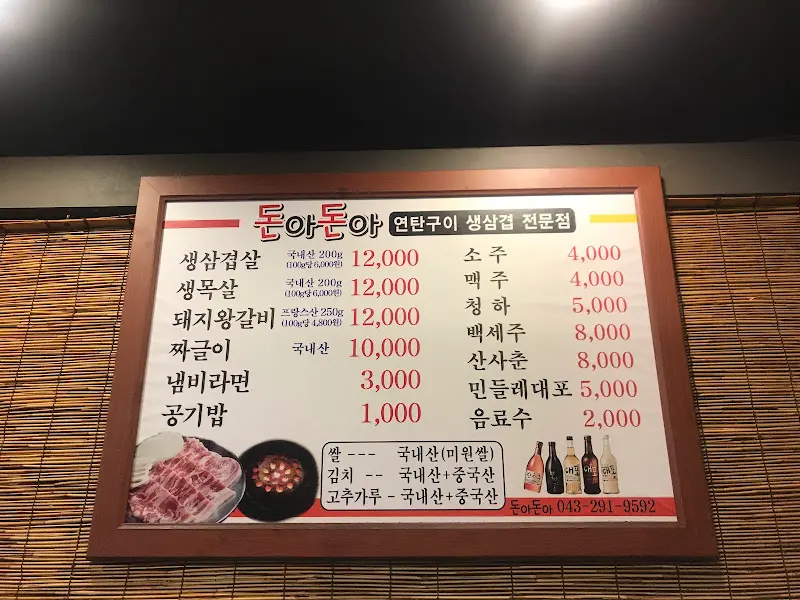 돈아돈아 연탄구이 생삼겹 전문점
생삼겹살 국내산 200g (100g당 6,000원) 12,000
생목살 국내산 200g (100g당 6,000원) 12,000
돼지왕갈비 프랑스산 250g (100g당 4,800원) 12,000
짜글이 국내산 10,000
냄비라면 3,000
공기밥 1,000
소주 4,000
맥주 4,000
청하 5,000
백세주 8,000
산사춘 8,000
민들레대포 5,000
음료수 2,000
쌀 --- 국내산(미원쌀)
김치 -- 국내산+중국산
고추가루 - 국내산+중국산
돈아돈아 043-291-9592